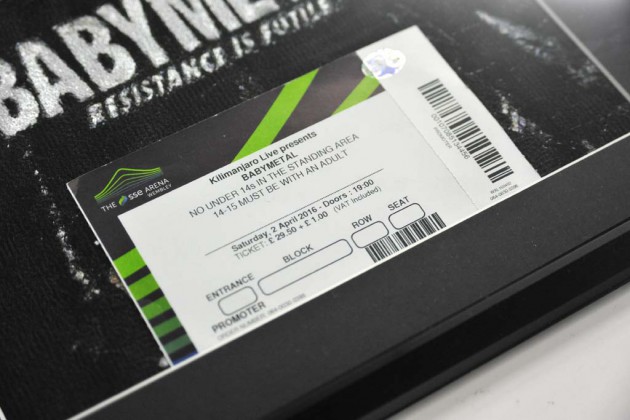 BABYME
RESISTANCE IS FUTILE
THE sse ARENA
WEMBLEY
Kilimanjaro Live presents
BABYMETAL
NO UNDER 14s IN THE STANDING AREA
14-15 MUST BE WITH AN ADULT
Saturday, 2 April 2016 - Doors : 19:00
TICKET: £ 29.50 + £ 1.00 (VAT Included)
ENTRANCE
BLOCK
ROW
SEAT
PROMOTER